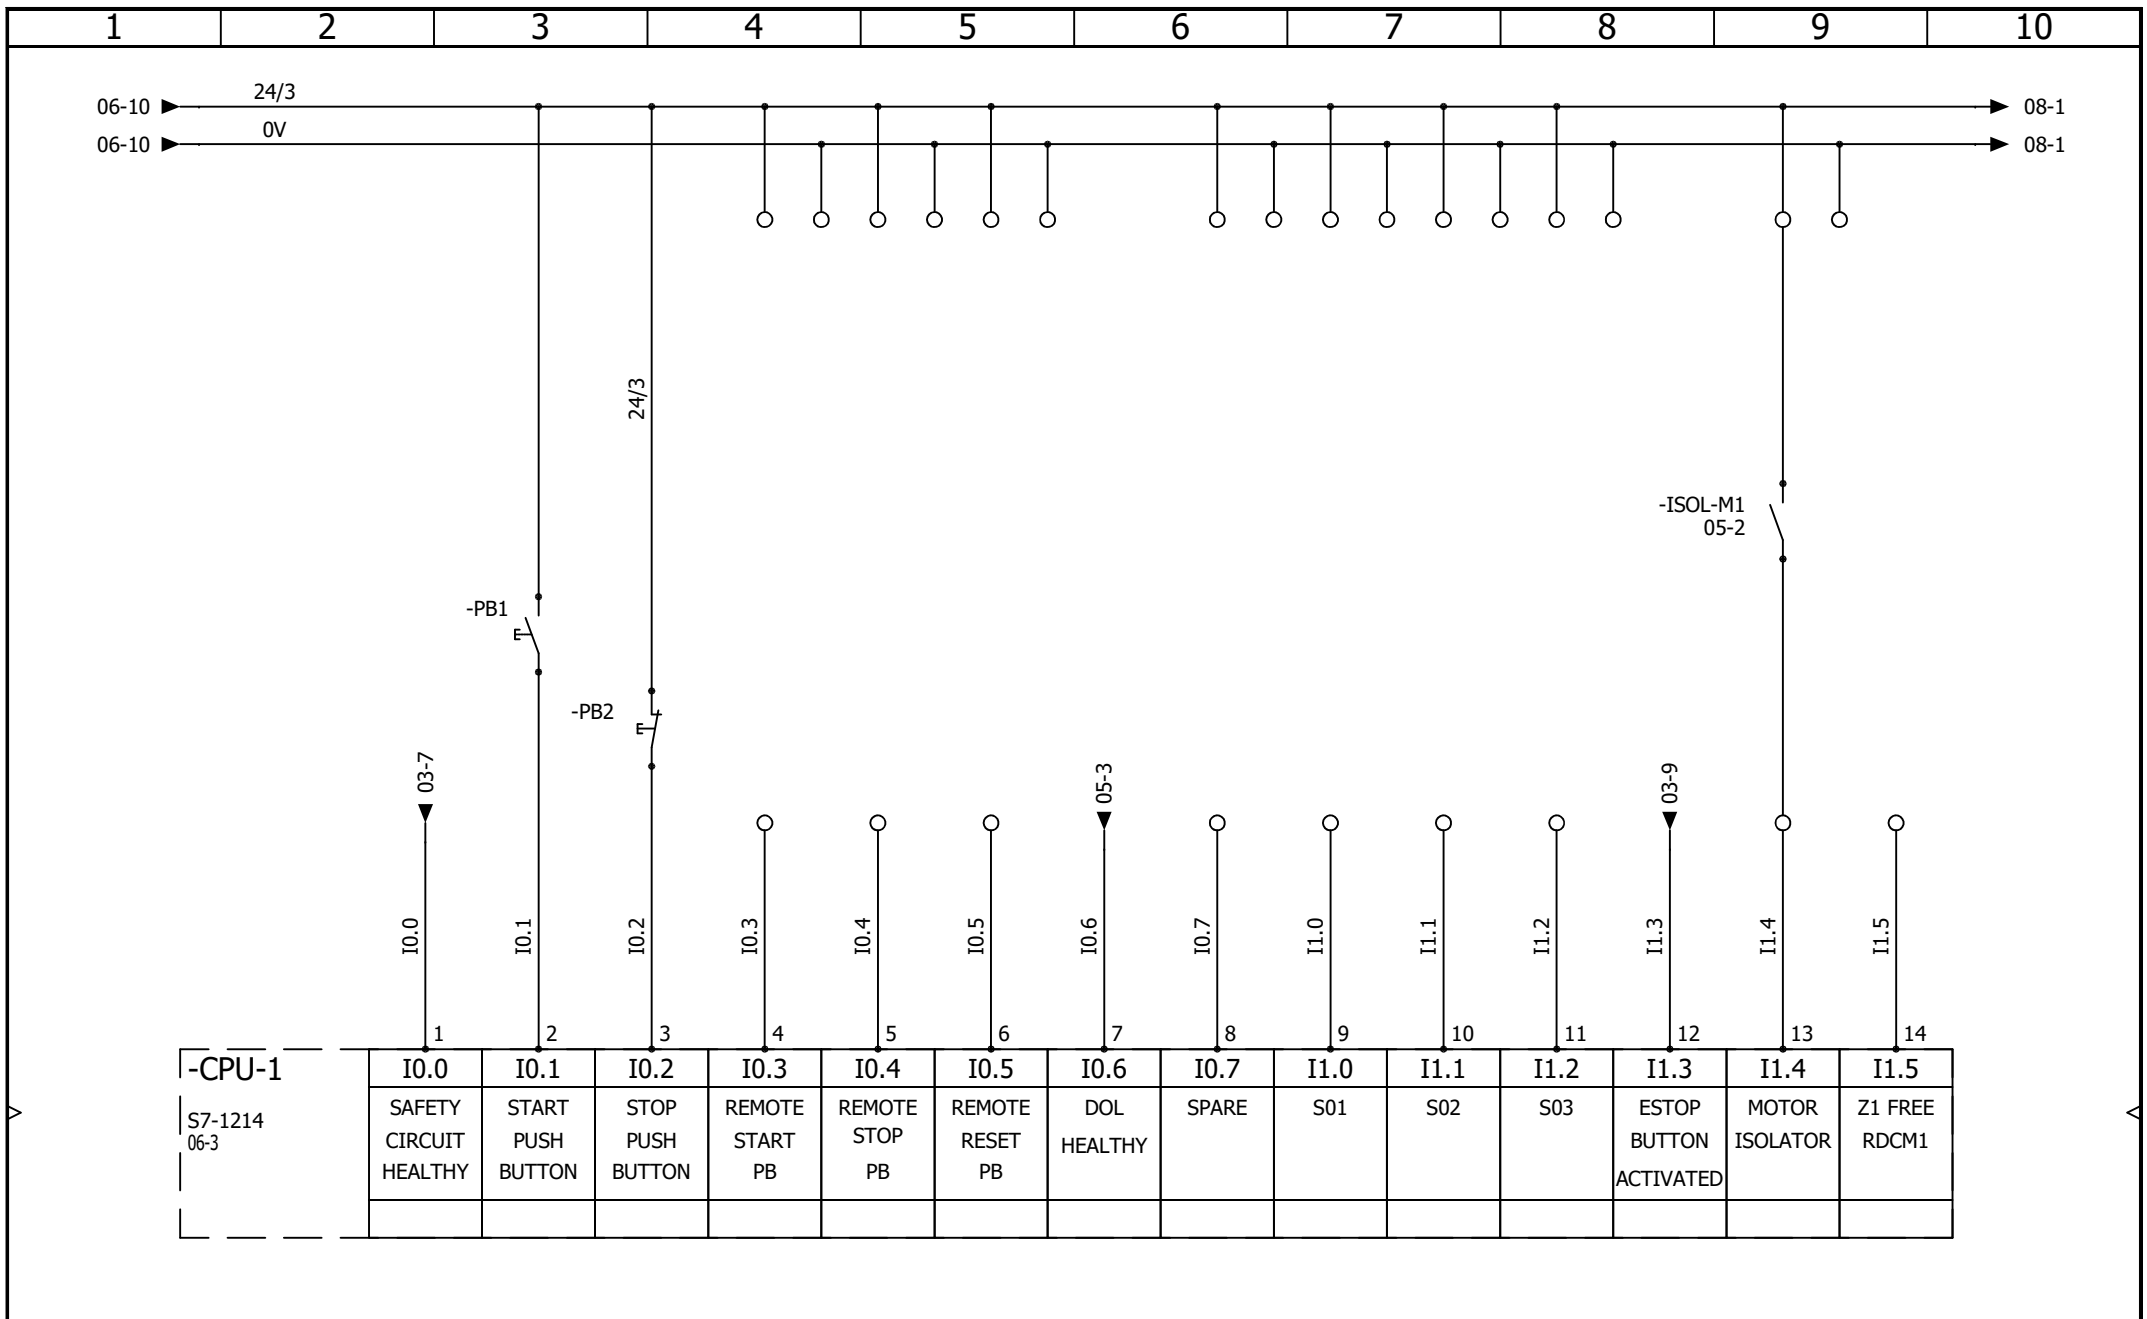 1 2 3 4 5 6 7 8 9 10
24/3
06-10 08-1
0V
06-10 08-1
24/3
-ISOL-M1
05-2
-PB1
-PB2
03-7 05-3 03-9
I0.0 I0.1 I0.2 I0.3 I0.4 I0.5 I0.6 I0.7 I1.0 I1.1 I1.2 I1.3 I1.4 I1.5
1 2 3 4 5 6 7 8 9 10 11 12 13 14
-CPU-1 I0.0 I0.1 I0.2 I0.3 I0.4 I0.5 I0.6 I0.7 I1.0 I1.1 I1.2 I1.3 I1.4 I1.5
S7-1214
06-3
SAFETY
CIRCUIT
HEALTHY
START
PUSH
BUTTON
STOP
PUSH
BUTTON
REMOTE
START
PB
REMOTE
STOP
PB
REMOTE
RESET
PB
DOL
HEALTHY
SPARE
S01
S02
S03
ESTOP
BUTTON
ACTIVATED
MOTOR
ISOLATOR
Z1 FREE
RDCM1